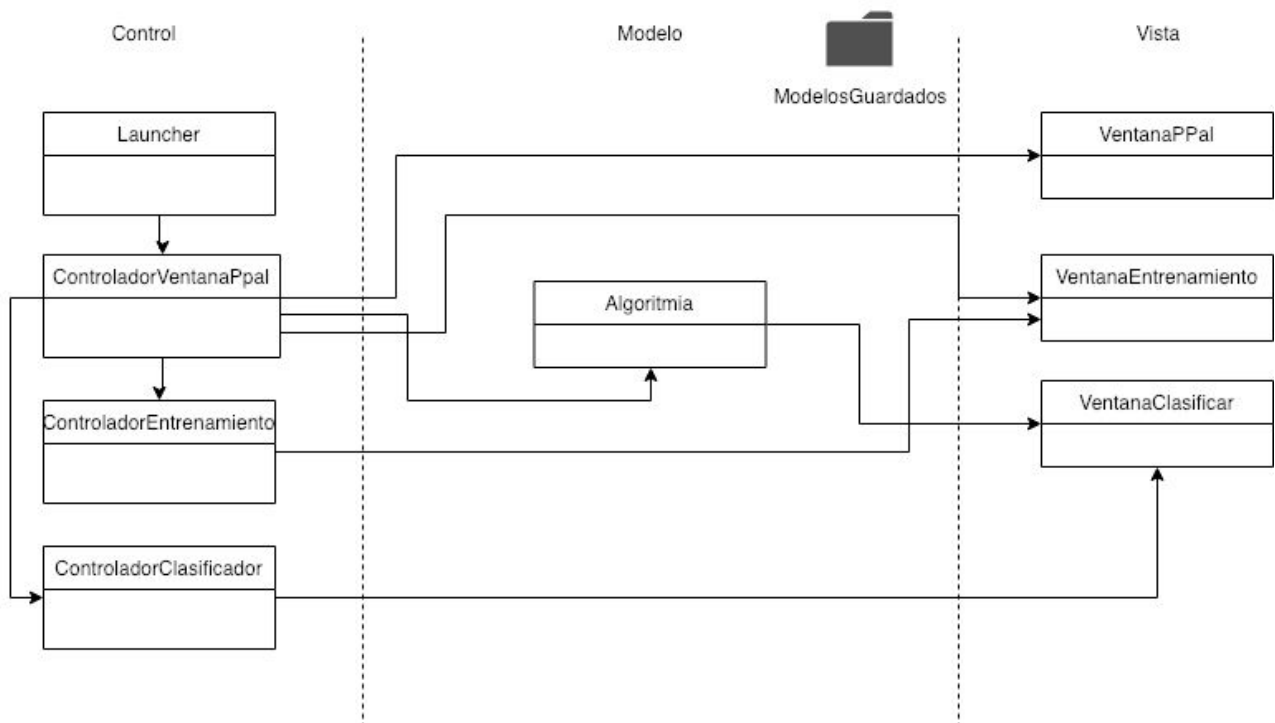 Control
Modelo
Vista
ModelosGuardados
Launcher
VentanaPPal
ControladorVentanaPpal
Algoritmia
VentanaEntrenamiento
ControladorEntrenamiento
VentanaClasificar
ControladorClasificador